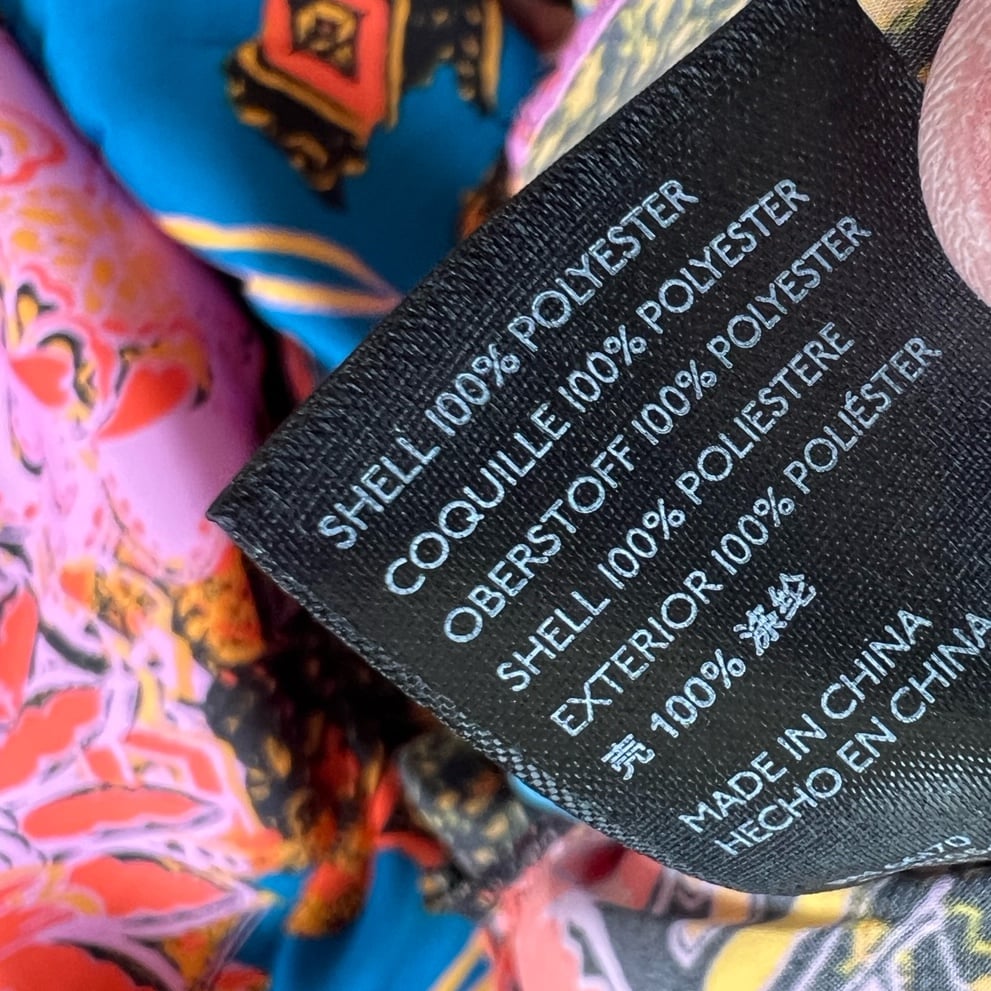 SHELL 100% POLYESTER
COQUILLE 100% POLYESTER
OBERSTOFF 100% POLYESTER
SHELL 100% POLIESTERE
EXTERIOR 100% POLIÉSTER
壳 100% 涤纶
MADE IN CHINA
HECHO EN CHINA